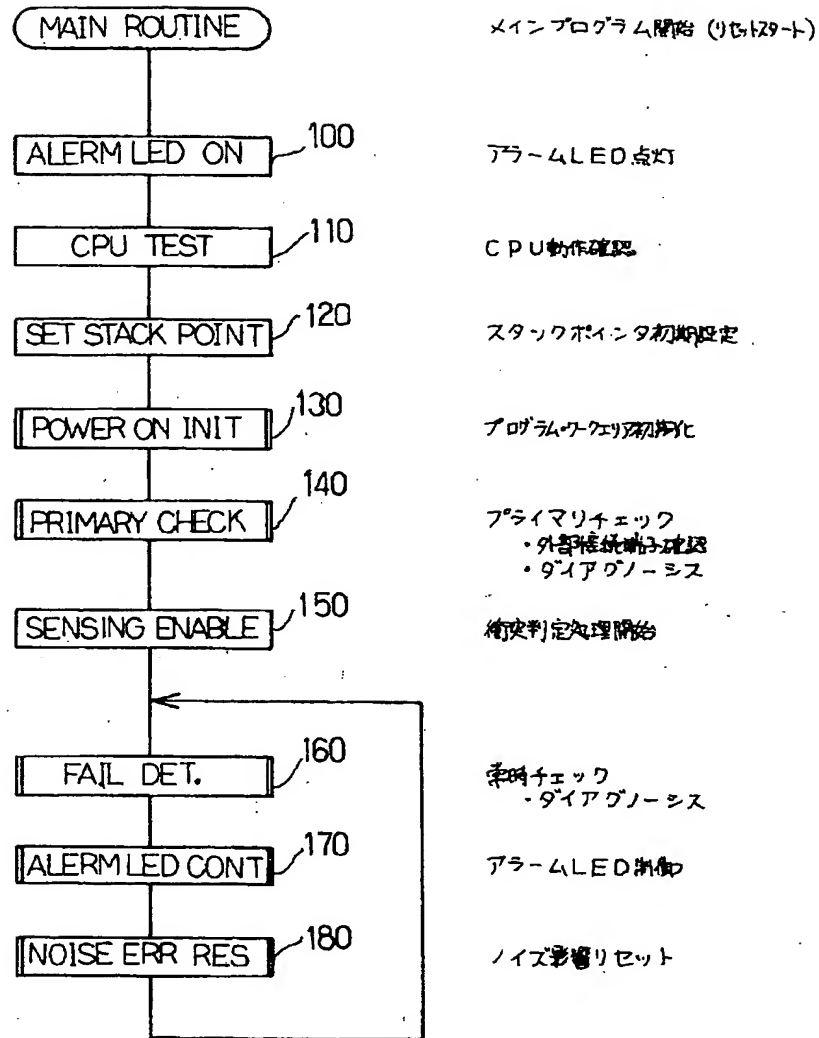 MAIN ROUTINE メインプログラム開始 (リセットスタート)
ALERM LED ON 100 アラームLED点灯
CPU TEST 110 CPU動作確認
SET STACK POINT 120 スタックポインタ初期設定
POWER ON INIT 130 プログラム・ワークエリア初期化
PRIMARY CHECK 140 プライマリチェック
・外部接続端子確認
・ダイアグノーシス
SENSING ENABLE 150 衝突判定処理開始
FAIL DET. 160 常時チェック
・ダイアグノーシス
ALERM LED CONT 170 アラームLED制御
NOISE ERR RES 180 ノイズ影響リセット